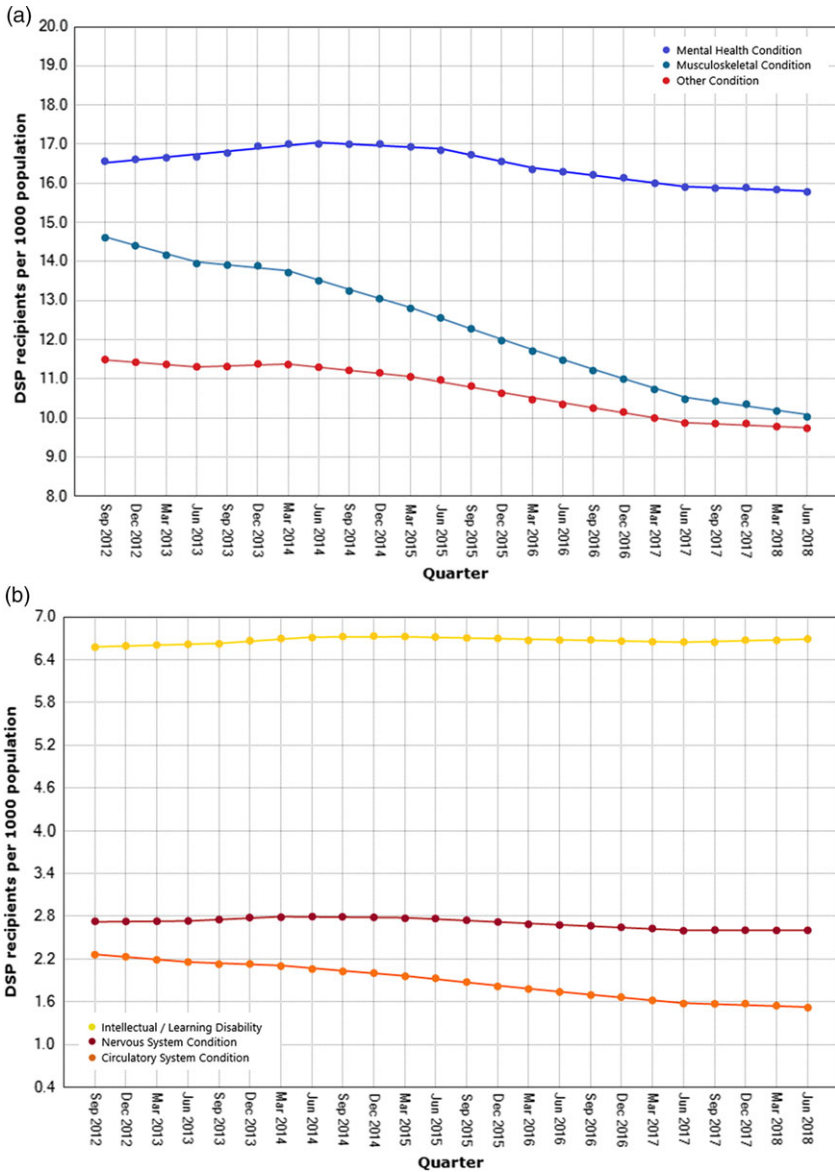 (a)
20.0
19.0
18.0
17.0
16.0
15.0
14.0
13.0
12.0
11.0
10.0
9.0
8.0
DSP recipients per 1000 population
Mental Health Condition
Musculoskeletal Condition
Other Condition
Sep 2012
Dec 2012
Mar 2013
Jun 2013
Sep 2013
Dec 2013
Mar 2014
Jun 2014
Sep 2014
Dec 2014
Mar 2015
Jun 2015
Sep 2015
Dec 2015
Mar 2016
Jun 2016
Sep 2016
Dec 2016
Mar 2017
Jun 2017
Sep 2017
Dec 2017
Mar 2018
Jun 2018
Quarter
(b)
7.0
6.4
5.8
5.2
4.6
4.0
3.4
2.8
2.2
1.6
1.0
0.4
DSP recipients per 1000 population
Intellectual / Learning Disability
Nervous System Condition
Circulatory System Condition
Sep 2012
Dec 2012
Mar 2013
Jun 2013
Sep 2013
Dec 2013
Mar 2014
Jun 2014
Sep 2014
Dec 2014
Mar 2015
Jun 2015
Sep 2015
Dec 2015
Mar 2016
Jun 2016
Sep 2016
Dec 2016
Mar 2017
Jun 2017
Sep 2017
Dec 2017
Mar 2018
Jun 2018
Quarter